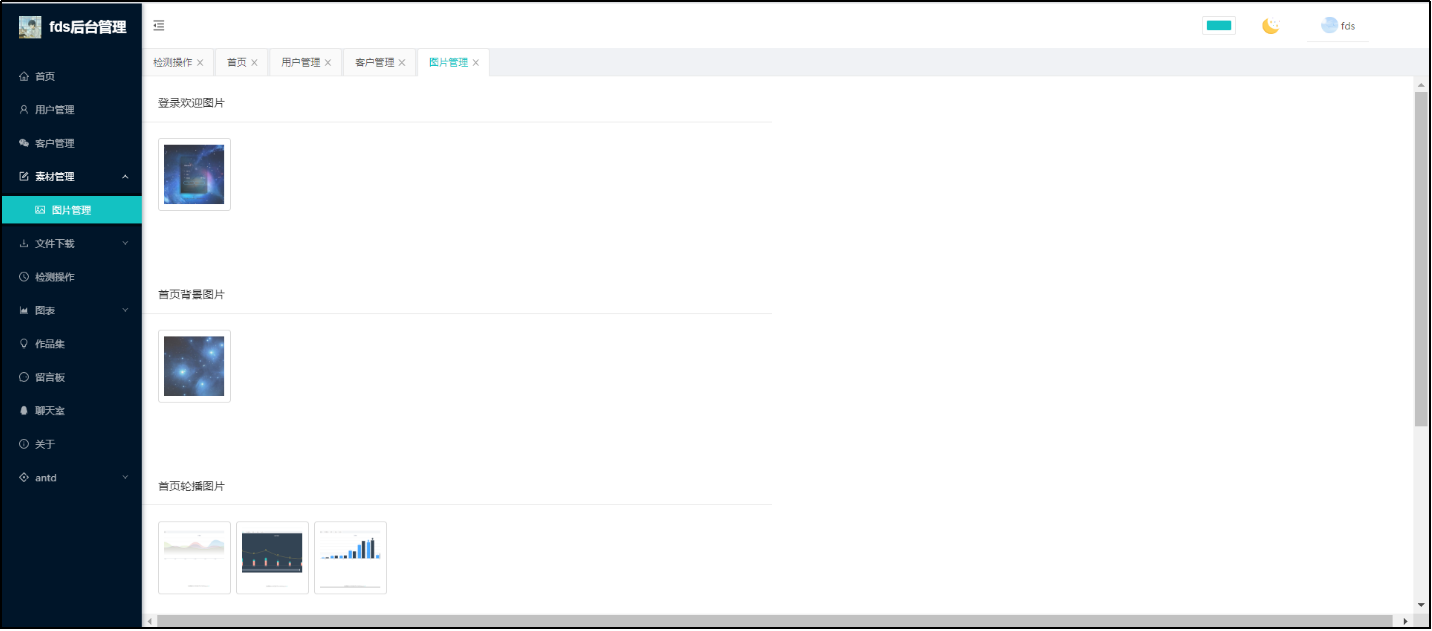 fds后台管理
fds
检测操作
首页
用户管理
客户管理
图片管理
首页
用户管理
客户管理
素材管理
图片管理
文件下载
检测操作
图表
作品集
留言板
聊天室
关于
antd
登录欢迎图片
首页背景图片
首页轮播图片